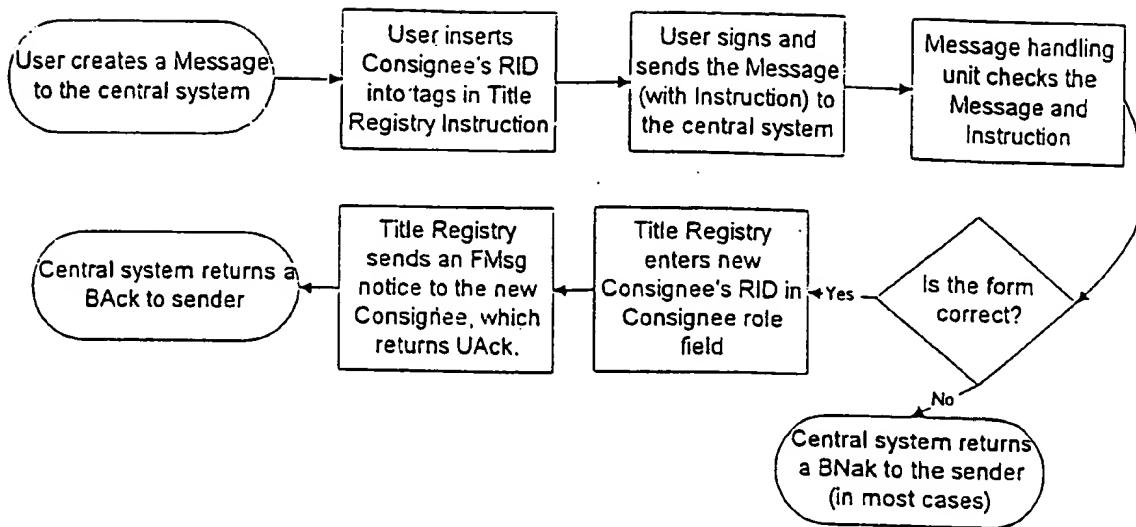 User creates a Message
to the central system
User inserts
Consignee's RID
into tags in Title
Registry Instruction
User signs and
sends the Message
(with Instruction) to
the central system
Message handling
unit checks the
Message and
Instruction
Is the form
correct?
Yes
Title Registry
enters new
Consignee's RID in
Consignee role
field
Title Registry
sends an FMsg
notice to the new
Consignee, which
returns UAck.
Central system returns a
BAck to sender
No
Central system returns
a BNak to the sender
(in most cases)